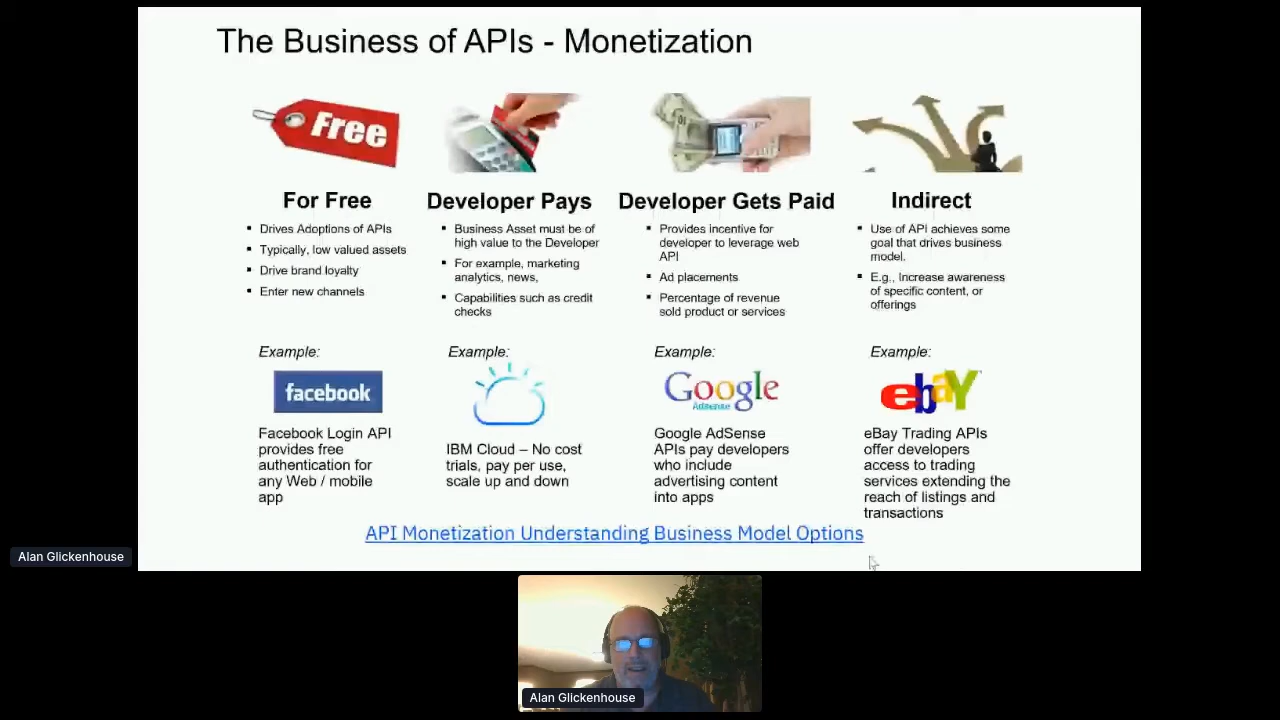 The Business of APIs - Monetization
Free
For Free
Drives Adoptions of APIs
Typically, low valued assets
Drive brand loyalty
Enter new channels
Example:
facebook
Facebook Login API
provides free
authentication for
any Web / mobile
app
Developer Pays
Business Asset must be of
high value to the Developer
For example, marketing
analytics, news,
Capabilities such as credit
checks
Example:
IBM Cloud – No cost
trials, pay per use,
scale up and down
Developer Gets Paid
Provides incentive for
developer to leverage web
API
Ad placements
Percentage of revenue
sold product or services
Example:
Google
Adsense
Google AdSense
APIs pay developers
who include
advertising content
into apps
Indirect
Use of API achieves some
goal that drives business
model.
E.g., Increase awareness
of specific content, or
offerings
Example:
ebay
eBay Trading APIs
offer developers
access to trading
services extending the
reach of listings and
transactions
API Monetization Understanding Business Model Options
Alan Glickenhouse
Alan Glickenhouse